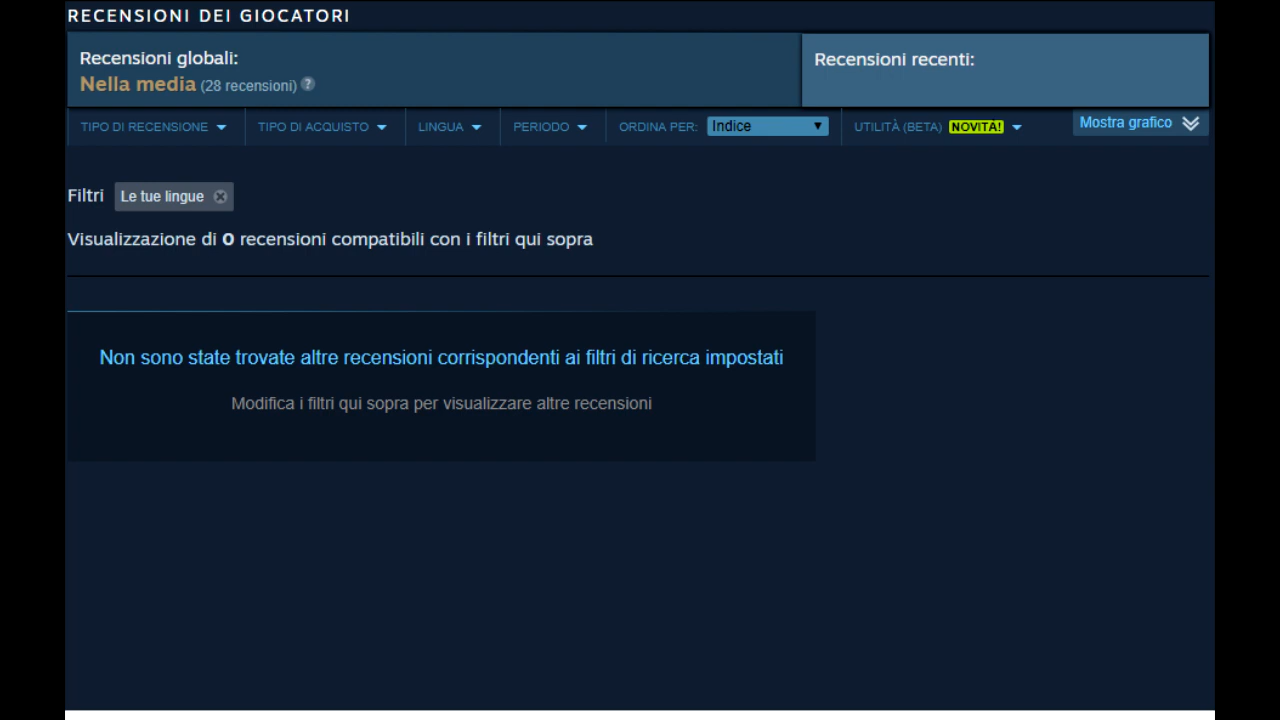 RECENSIONI DEI GIOCATORI
Recensioni globali:
Nella media (28 recensioni) ?
Recensioni recenti:
TIPO DI RECENSIONE TIPO DI ACQUISTO LINGUA PERIODO ORDINA PER: Indice UTILITÀ (BETA) NOVITÀ! Mostra grafico
Filtri Le tue lingue
Visualizzazione di 0 recensioni compatibili con i filtri qui sopra
Non sono state trovate altre recensioni corrispondenti ai filtri di ricerca impostati
Modifica i filtri qui sopra per visualizzare altre recensioni